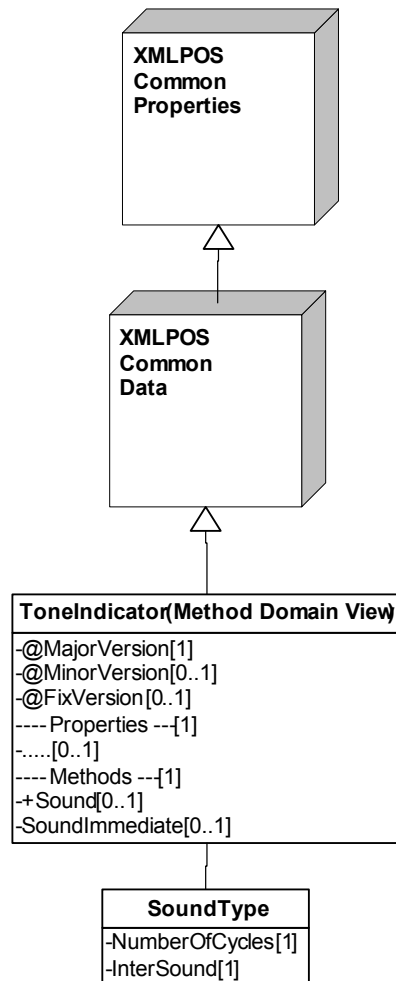 XMLPOS
Common
Properties
XMLPOS
Common
Data
ToneIndicator(Method Domain View)
-@MajorVersion[1]
-@MinorVersion[0..1]
-@FixVersion[0..1]
---- Properties ---[1]
-.....[0..1]
---- Methods ---[1]
-+Sound[0..1]
-SoundImmediate[0..1]
SoundType
-NumberOfCycles[1]
-InterSound[1]